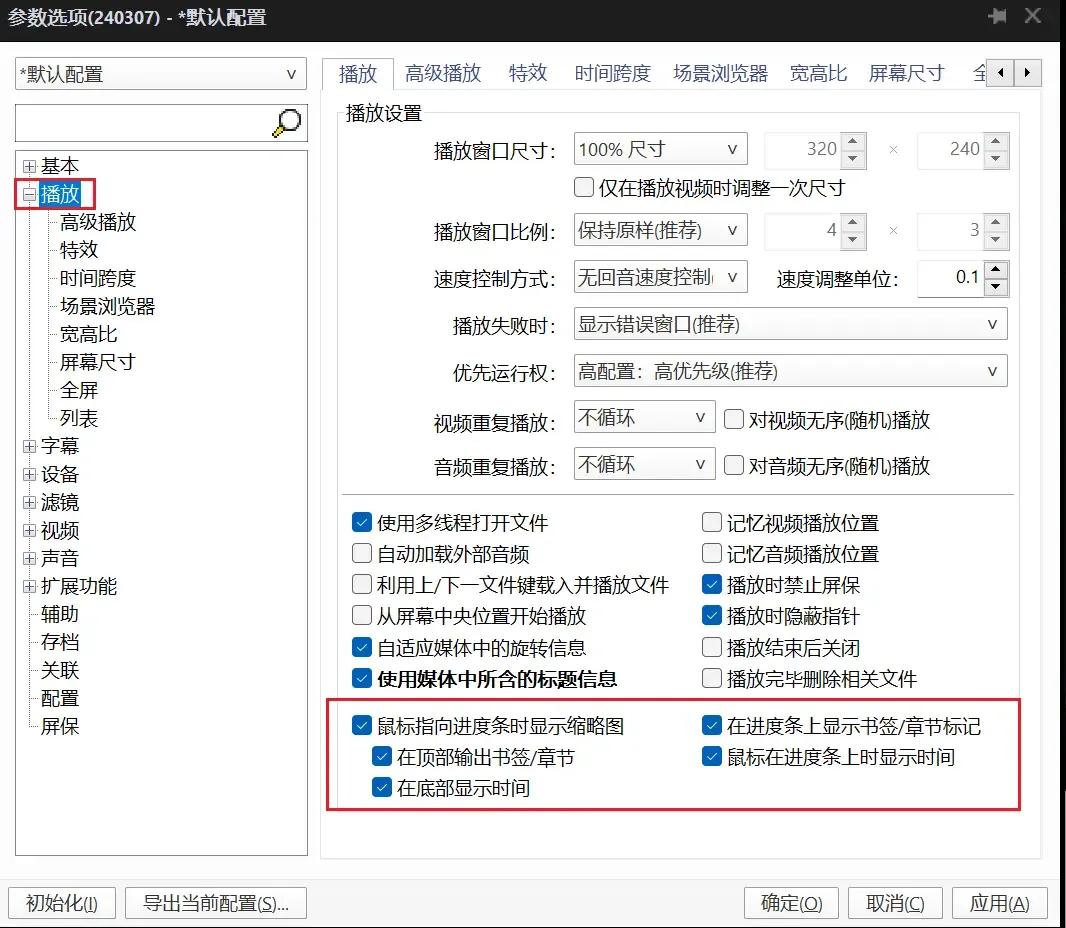 参数选项(240307) - *默认配置
*默认配置
基本
播放
高级播放
特效
时间跨度
场景浏览器
宽高比
屏幕尺寸
全屏
列表
字幕
设备
滤镜
视频
声音
扩展功能
辅助
存档
关联
配置
屏保
播放 高级播放 特效 时间跨度 场景浏览器 宽高比 屏幕尺寸
播放设置
播放窗口尺寸: 100% 尺寸 320 × 240
仅在播放视频时调整一次尺寸
播放窗口比例: 保持原样(推荐) 4 × 3
速度控制方式: 无回音速度控制( 速度调整单位: 0.1
播放失败时: 显示错误窗口(推荐)
优先运行权: 高配置：高优先级(推荐)
视频重复播放: 不循环 对视频无序(随机)播放
音频重复播放: 不循环 对音频无序(随机)播放
使用多线程打开文件 记忆视频播放位置
自动加载外部音频 记忆音频播放位置
利用上/下一文件键载入并播放文件 播放时禁止屏保
从屏幕中央位置开始播放 播放时隐蔽指针
自适应媒体中的旋转信息 播放结束后关闭
使用媒体中所含的标题信息 播放完毕删除相关文件
鼠标指向进度条时显示缩略图 在进度条上显示书签/章节标记
在顶部输出书签/章节 鼠标在进度条上时显示时间
在底部显示时间
初始化(I) 导出当前配置(S)... 确定(O) 取消(C) 应用(A)